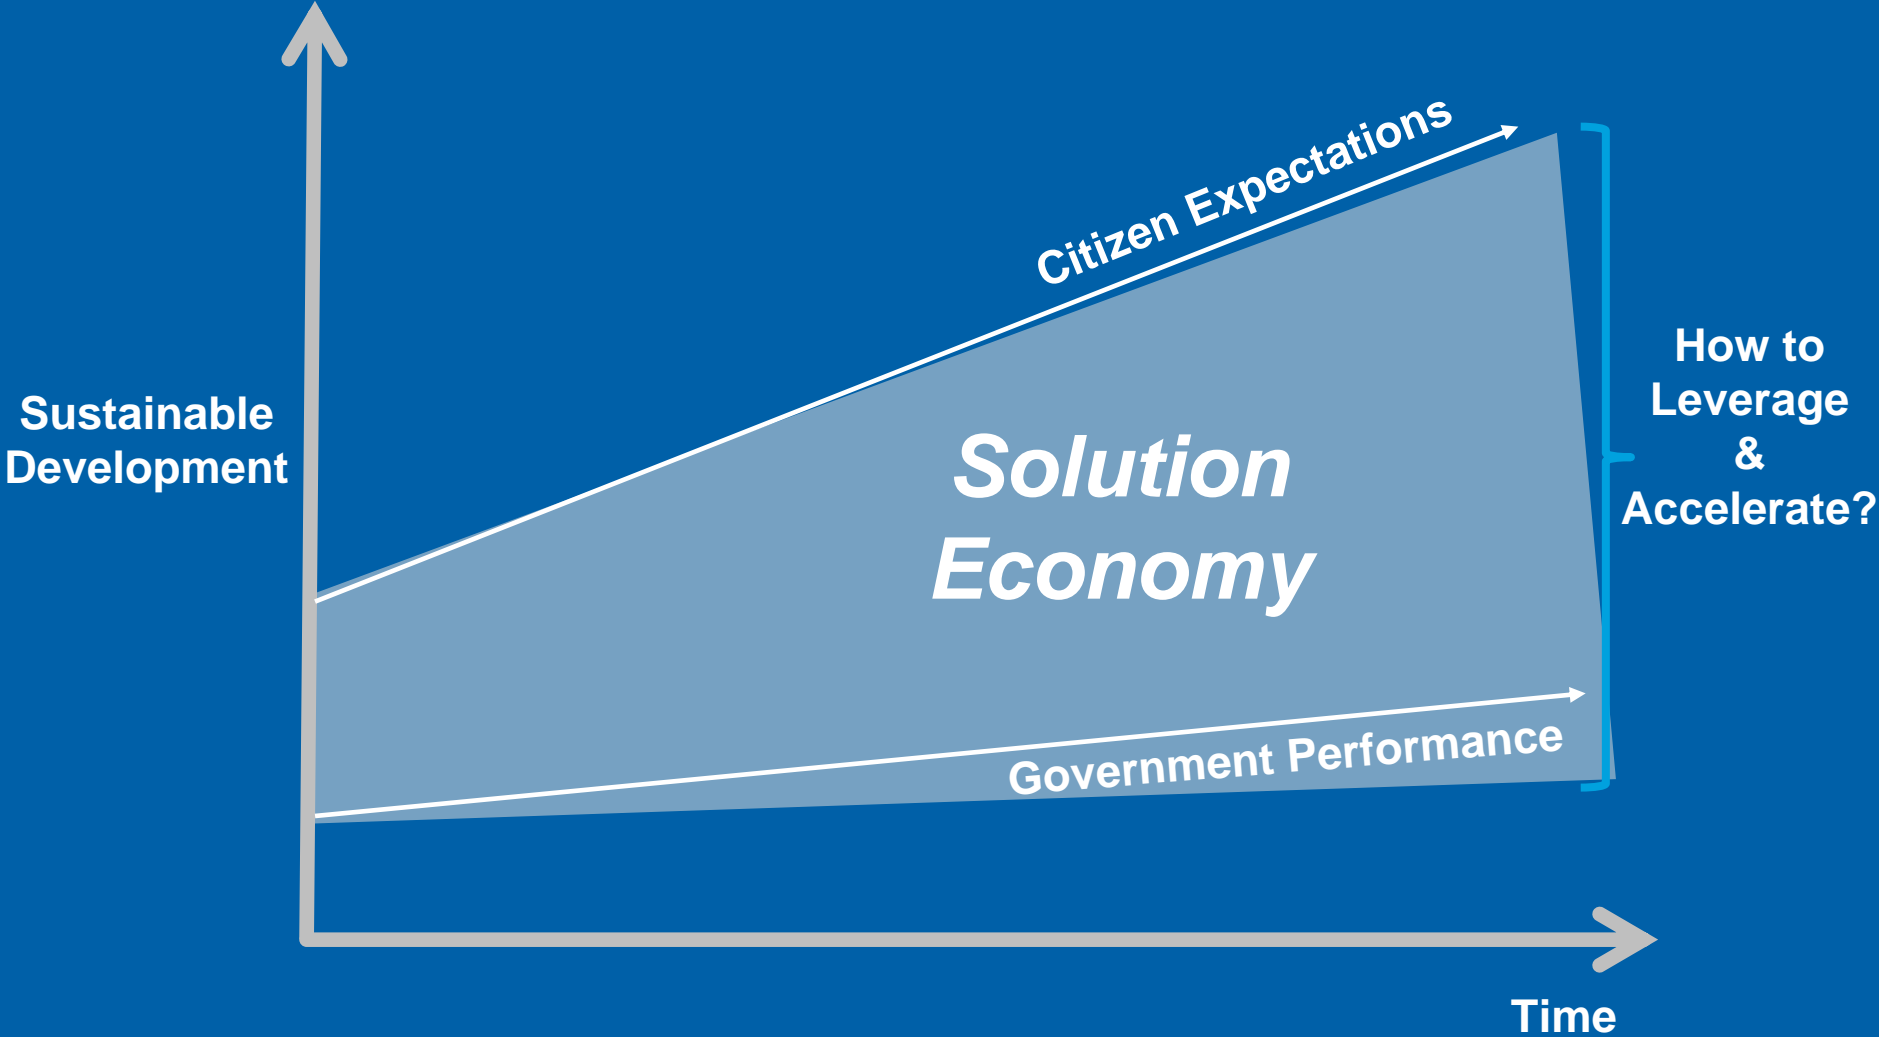 Citizen Expectations
Sustainable
Development
Solution
Economy
How to
Leverage
&
Accelerate?
Government Performance
Time